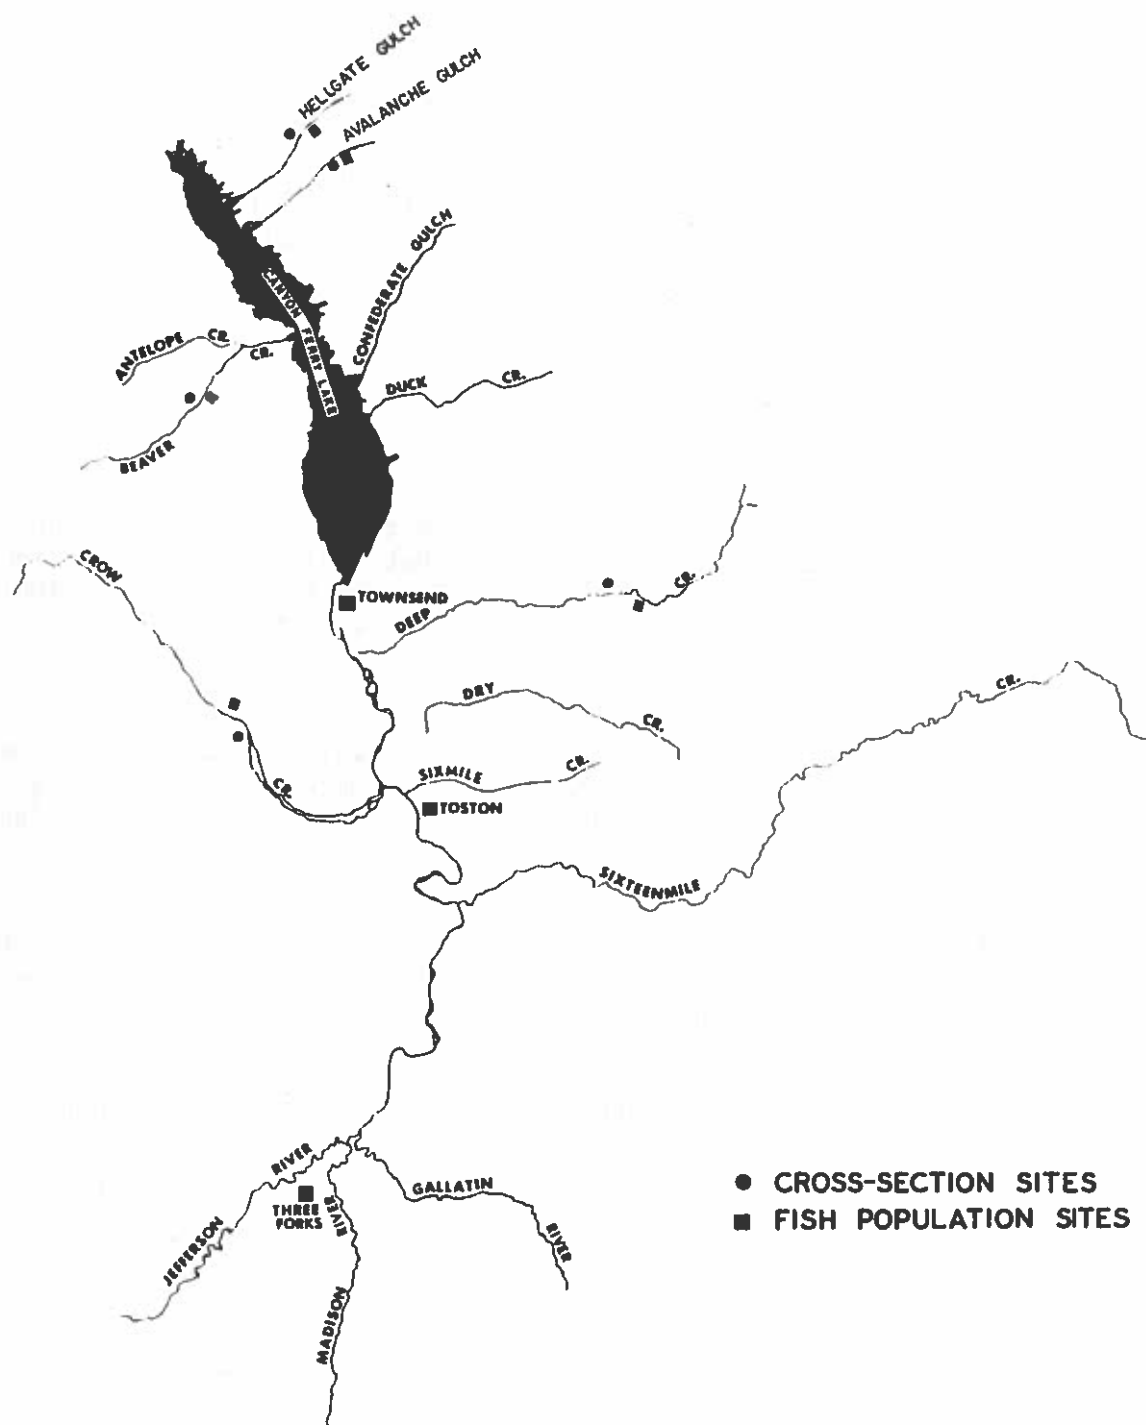 HELLGATE GULCH
AVALANCHE GULCH
CONFEDERATE GULCH
CANYON FERRY LAKE
ANTELOPE CR.
CR.
BEAVER
DUCK CR.
CROW
CR.
TOWNSEND
DEEP CR.
DRY CR.
SIXMILE CR.
TOSTON
SIXTEENMILE CR.
JEFFERSON RIVER
THREE
FORKS
MADISON RIVER
GALLATIN RIVER
CROSS-SECTION SITES
FISH POPULATION SITES